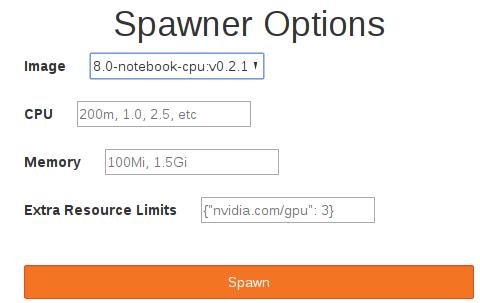 Spawner Options
Image 8.0-notebook-cpu:v0.2.1
CPU 200m, 1.0, 2.5, etc
Memory 100Mi, 1.5Gi
Extra Resource Limits {"nvidia.com/gpu": 3}
Spawn